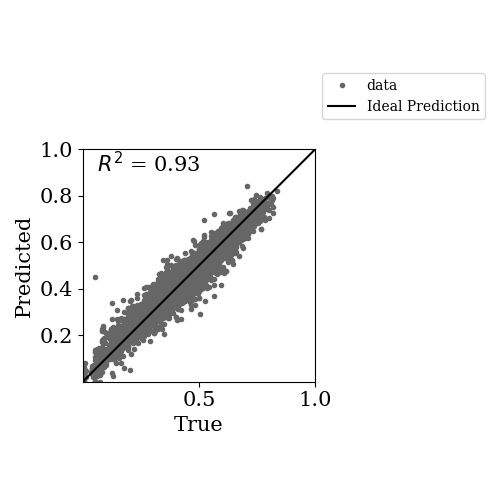 data
Ideal Prediction
R² = 0.93
1.0
0.8
0.6
0.4
0.2
Predicted
0.5 1.0
True